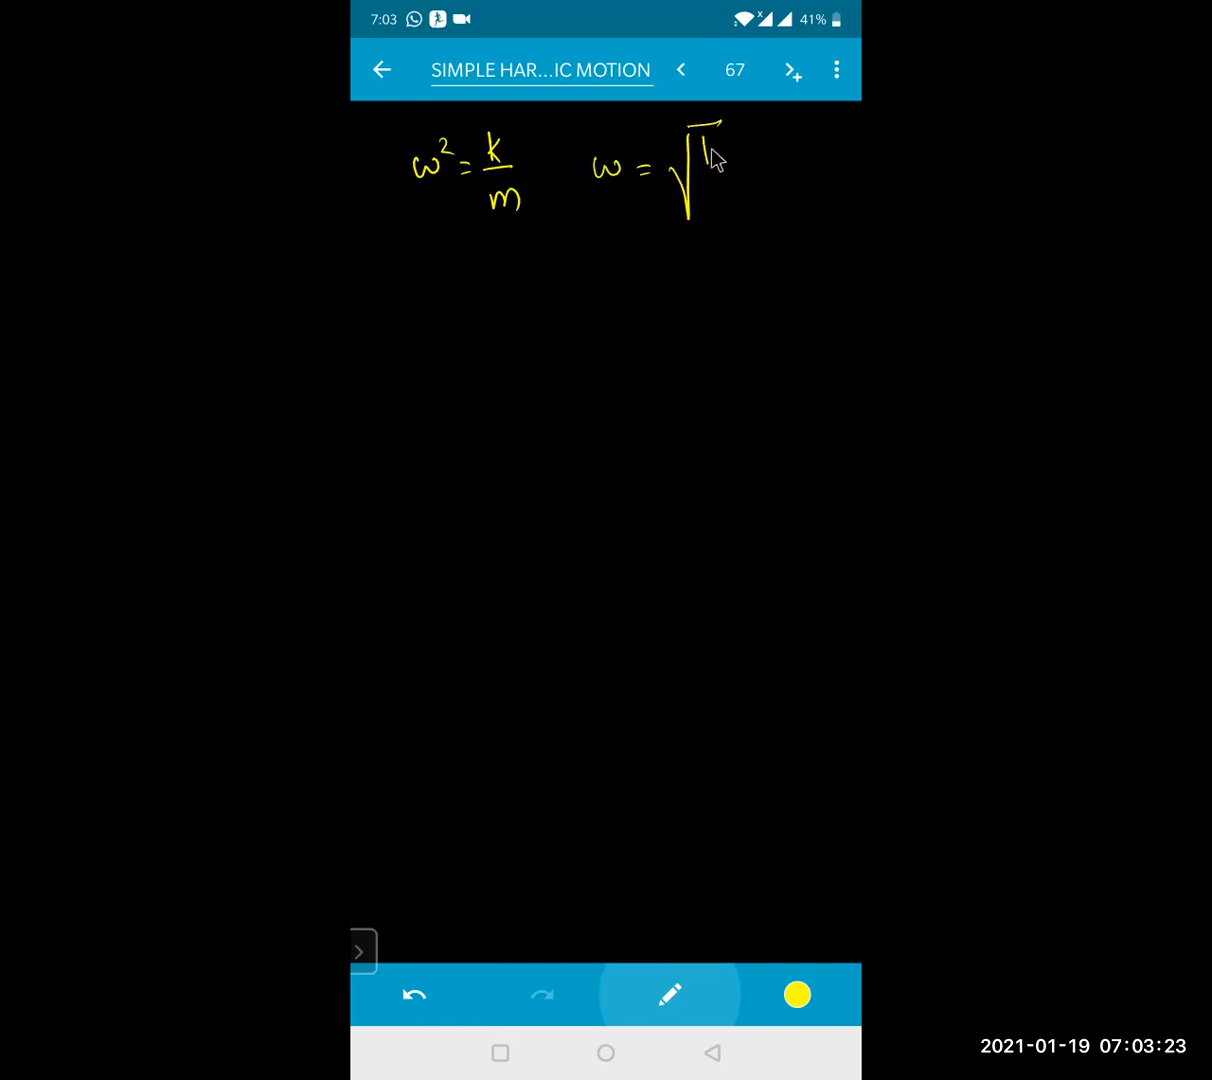 7:03 41%
SIMPLE HAR...IC MOTION 67
ω² = k/m ω = √
2021-01-19 07:03:23